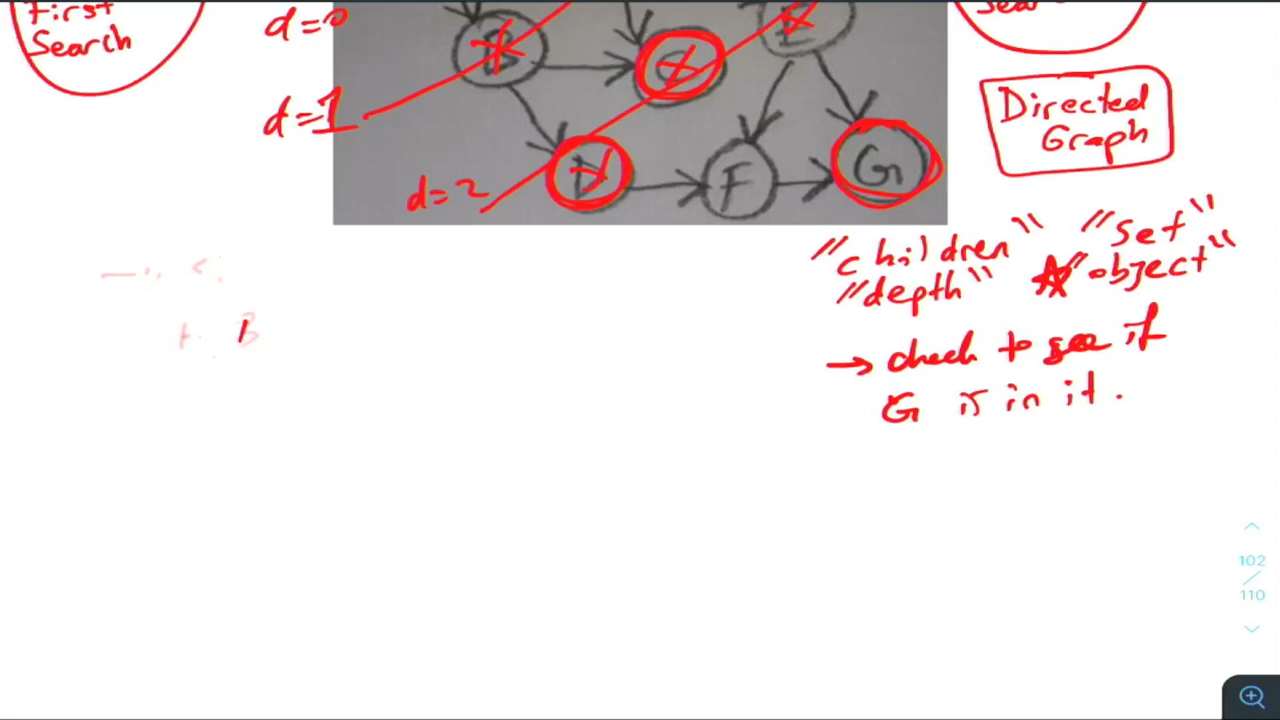 First
Search
d=0
d=1
d=2
B
C
E
D
F
G
Directed
Graph
"children" "set"
"depth" "object"
→ check to see if
G is in it.
B
102
/
110